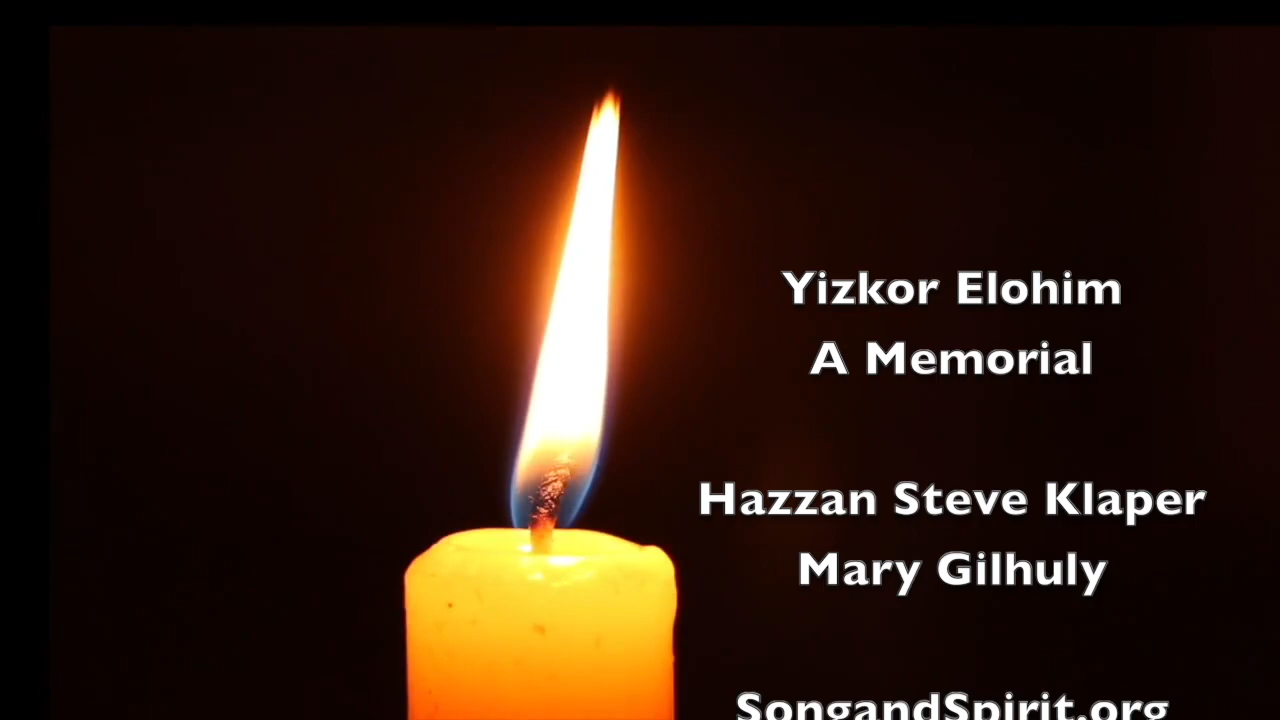 Yizkor Elohim
A Memorial
Hazzan Steve Klaper
Mary Gilhuly
SongandSpirit.org